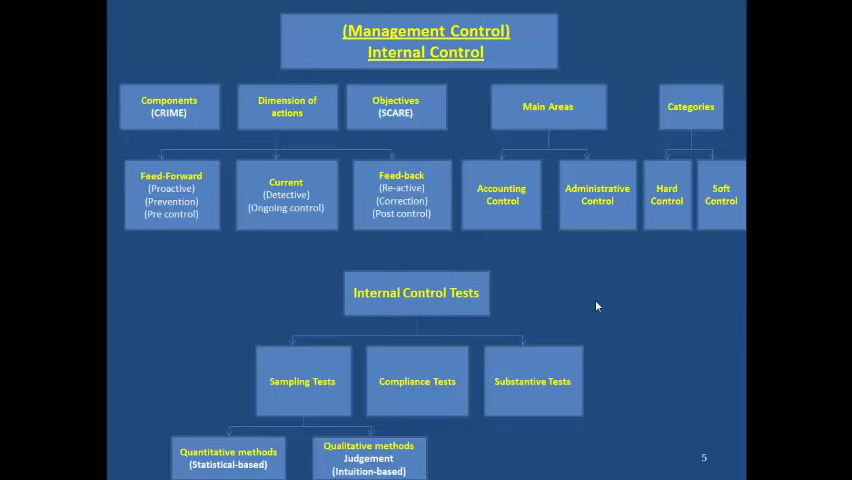 (Management Control)
Internal Control
Components
(CRIME)
Dimension of
actions
Objectives
(SCARE)
Main Areas
Categories
Feed-Forward
(Proactive)
(Prevention)
(Pre control)
Current
(Detective)
(Ongoing control)
Feed-back
(Re-active)
(Correction)
(Post control)
Accounting
Control
Administrative
Control
Hard
Control
Soft
Control
Internal Control Tests
Sampling Tests
Compliance Tests
Substantive Tests
Quantitative methods
(Statistical-based)
Qualitative methods
Judgement
(Intuition-based)
5